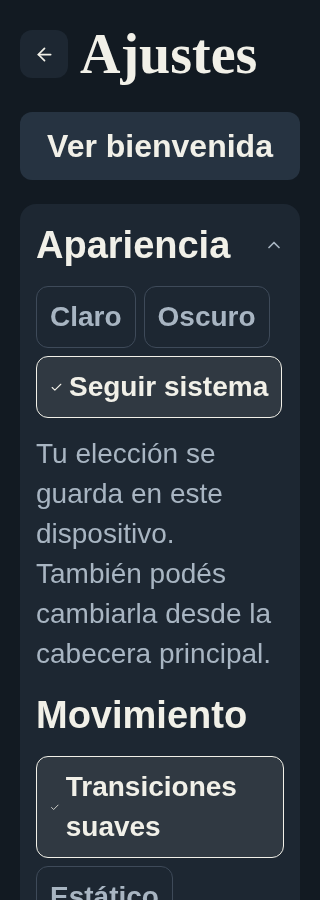 Ajustes
Ver bienvenida
Apariencia
Claro
Oscuro
Seguir sistema
Tu elección se
guarda en este
dispositivo.
También podés
cambiarla desde la
cabecera principal.
Movimiento
Transiciones
suaves
Estático